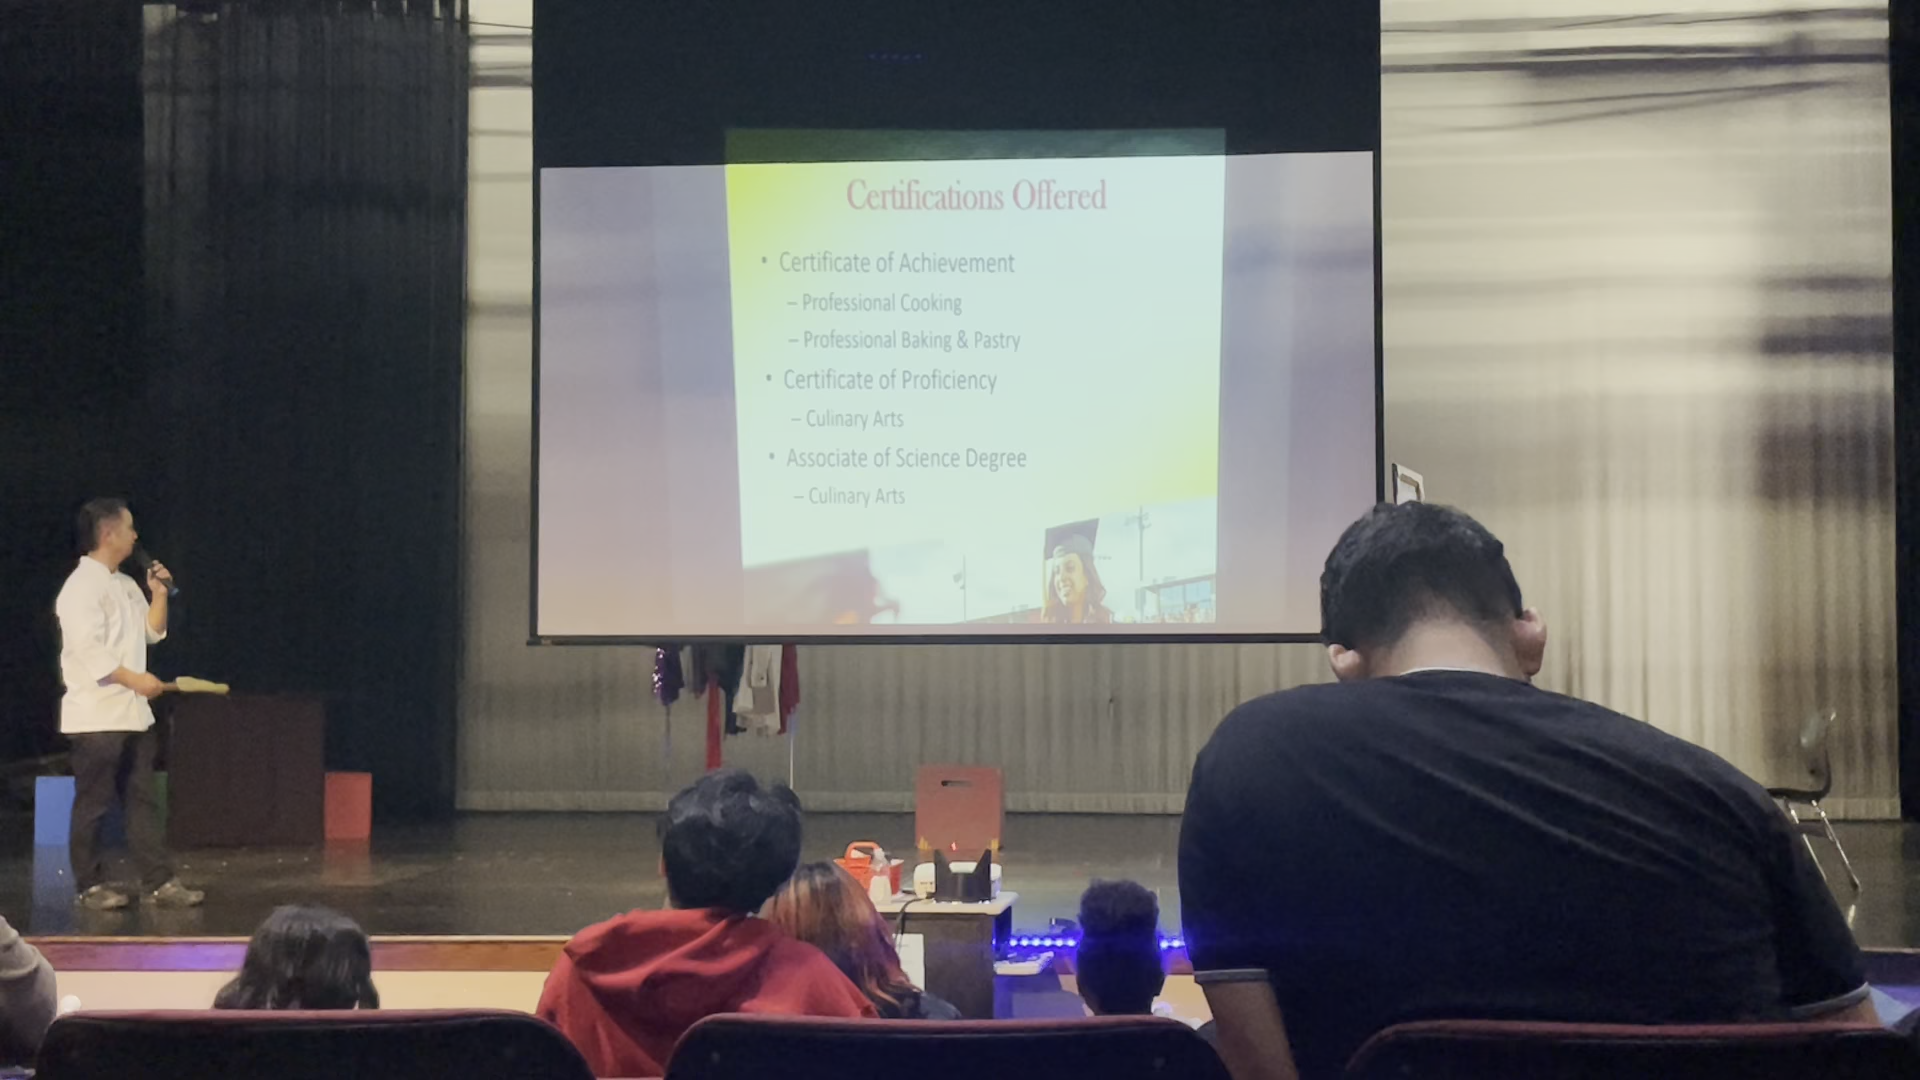 Certifications Offered
• Certificate of Achievement
– Professional Cooking
– Professional Baking & Pastry
• Certificate of Proficiency
– Culinary Arts
• Associate of Science Degree
– Culinary Arts